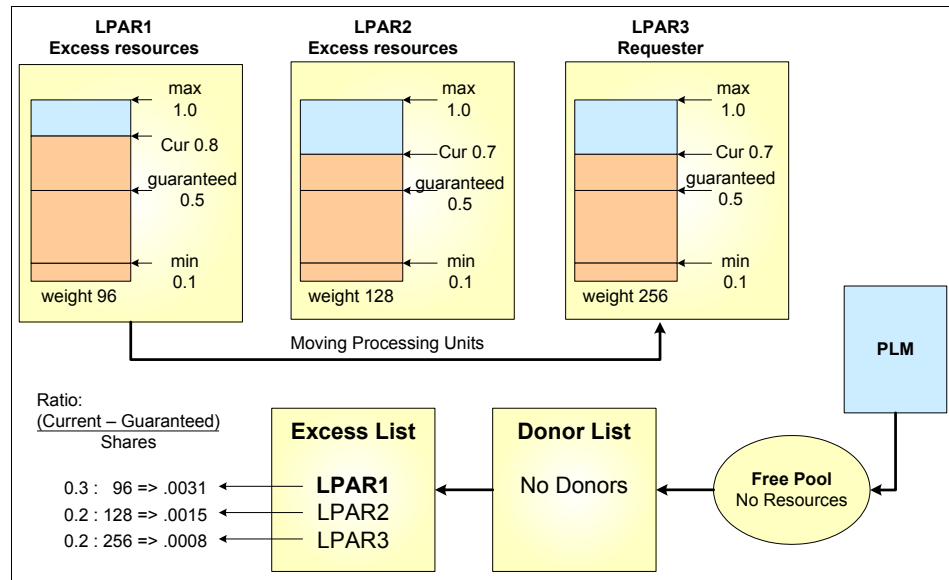 LPAR1
Excess resources
max
1.0
Cur 0.8
guaranteed
0.5
min
0.1
weight 96
LPAR2
Excess resources
max
1.0
Cur 0.7
guaranteed
0.5
min
0.1
weight 128
LPAR3
Requester
max
1.0
Cur 0.7
guaranteed
0.5
min
0.1
weight 256
Moving Processing Units
PLM
Ratio:
(Current – Guaranteed)
Shares
0.3 : 96 => .0031
0.2 : 128 => .0015
0.2 : 256 => .0008
Excess List
LPAR1
LPAR2
LPAR3
Donor List
No Donors
Free Pool
No Resources